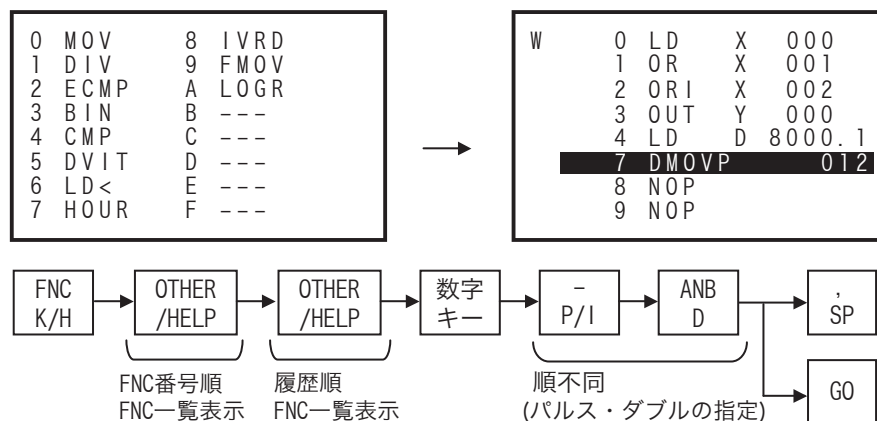 0 MOV 8 IVRD
1 DIV 9 FMOV
2 ECMP A LOGR
3 BIN B ---
4 CMP C ---
5 DVIT D ---
6 LD< E ---
7 HOUR F ---
W 0 LD X 000
1 OR X 001
2 ORI X 002
3 OUT Y 000
4 LD D 8000.1
7 DMOVP 012
8 NOP
9 NOP
FNC
K/H
OTHER
/HELP
OTHER
/HELP
数字
キー
-
P/I
ANB
D
,
SP
GO
FNC番号順
FNC一覧表示
履歴順
FNC一覧表示
順不同
(パルス・ダブルの指定)